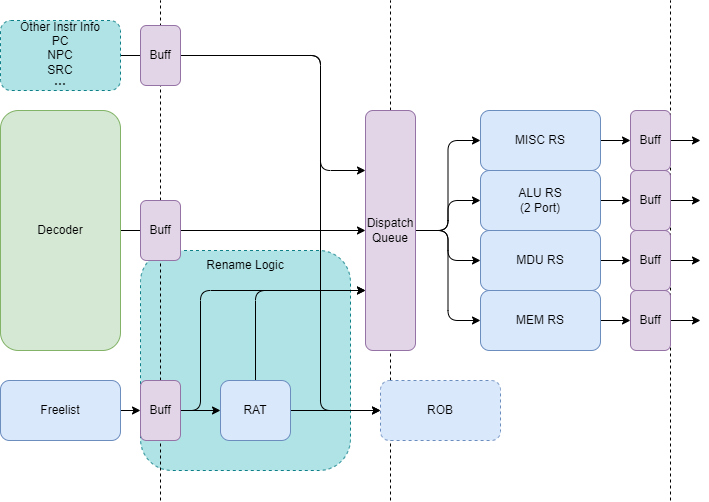 Other Instr Info
PC
NPC
SRC
...
Buff
Decoder
Buff
Rename Logic
Freelist
Buff
RAT
Dispatch
Queue
ROB
MISC RS
Buff
ALU RS
(2 Port)
Buff
MDU RS
Buff
MEM RS
Buff